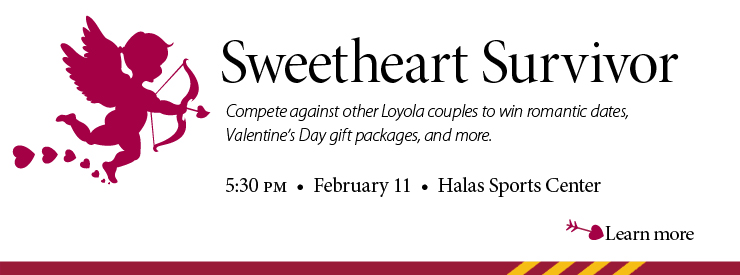 Sweetheart Survivor
Compete against other Loyola couples to win romantic dates,
Valentine's Day gift packages, and more.
5:30 PM • February 11 • Halas Sports Center
Learn more